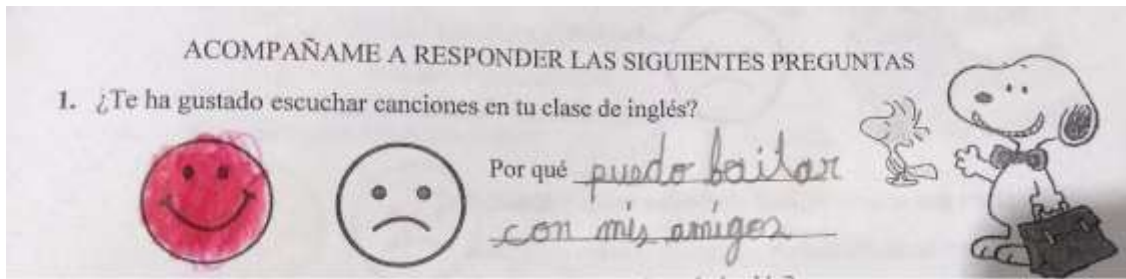 ACOMPAÑAME A RESPONDER LAS SIGUIENTES PREGUNTAS
1. ¿Te ha gustado escuchar canciones en tu clase de inglés?
Por qué puedo bailar
con mis amigos